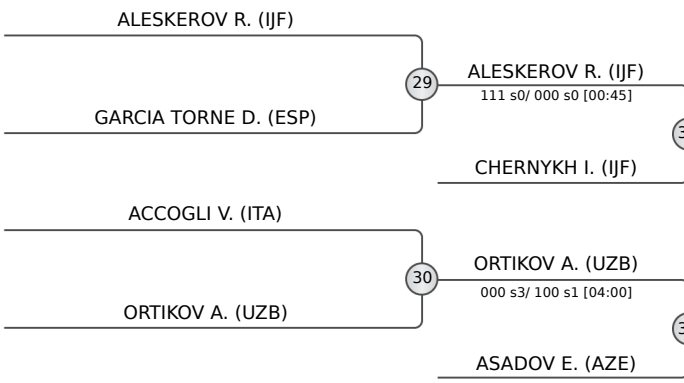 ALESKEROV R. (IJF)
29
ALESKEROV R. (IJF)
111 s0/ 000 s0 [00:45]
GARCIA TORNE D. (ESP)
CHERNYKH I. (IJF)
ACCOGLI V. (ITA)
30
ORTIKOV A. (UZB)
000 s3/ 100 s1 [04:00]
ORTIKOV A. (UZB)
ASADOV E. (AZE)